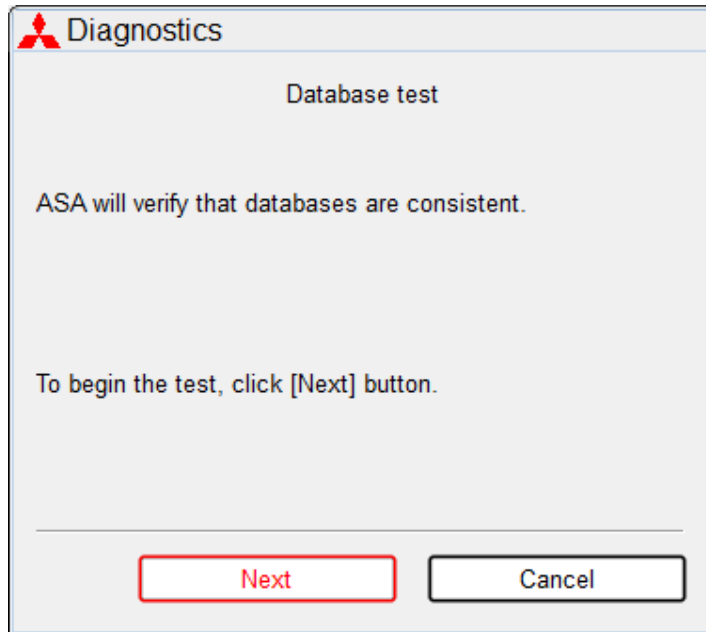 Diagnostics
Database test
ASA will verify that databases are consistent.
To begin the test, click [Next] button.
Next
Cancel